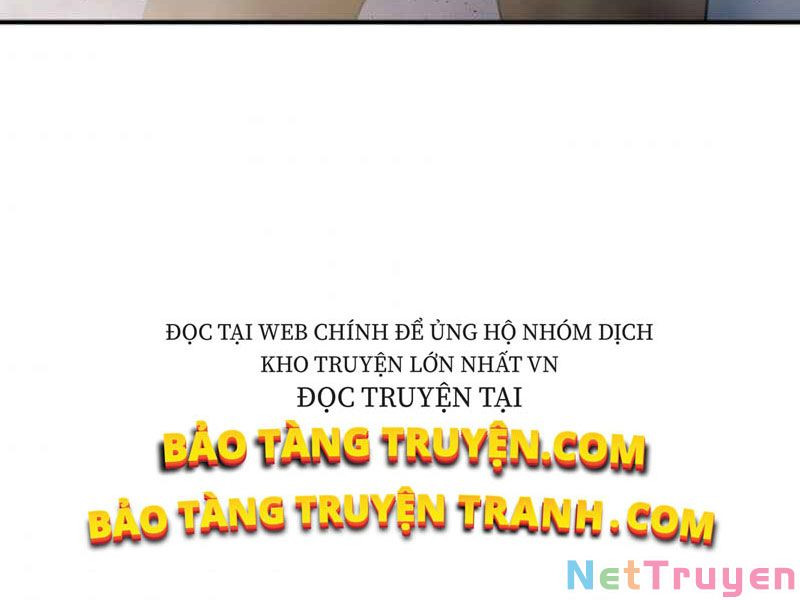 ĐỌC TẠI WEB CHÍNH ĐỂ ỦNG HỘ NHÓM DỊCH
KHO TRUYỆN LỚN NHẤT VN
ĐỌC TRUYỆN TẠI
BẢO TÀNG TRUYỆN.COM
BẢO TÀNG TRUYỆN TRANH.COM
NetTruyen